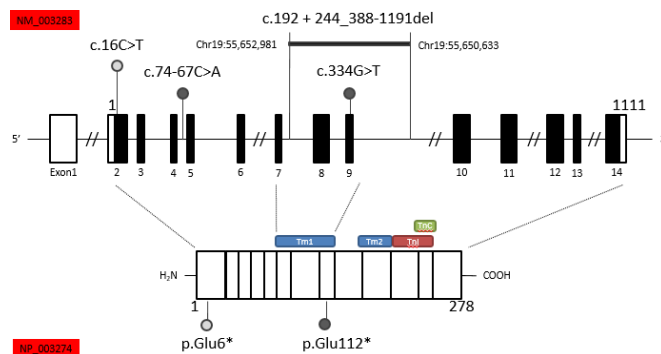 NM_003283
c.192 + 244_388-1191del
Chr19:55,652,981
Chr19:55,650,633
c.16C>T
c.74-67C>A
c.334G>T
1
1111
5’
Exon1
2
3
4
5
6
7
8
9
10
11
12
13
14
TnC
Tm1
Tm2
TnI
H₂N
COOH
1
278
p.Glu6*
p.Glu112*
NP_003274